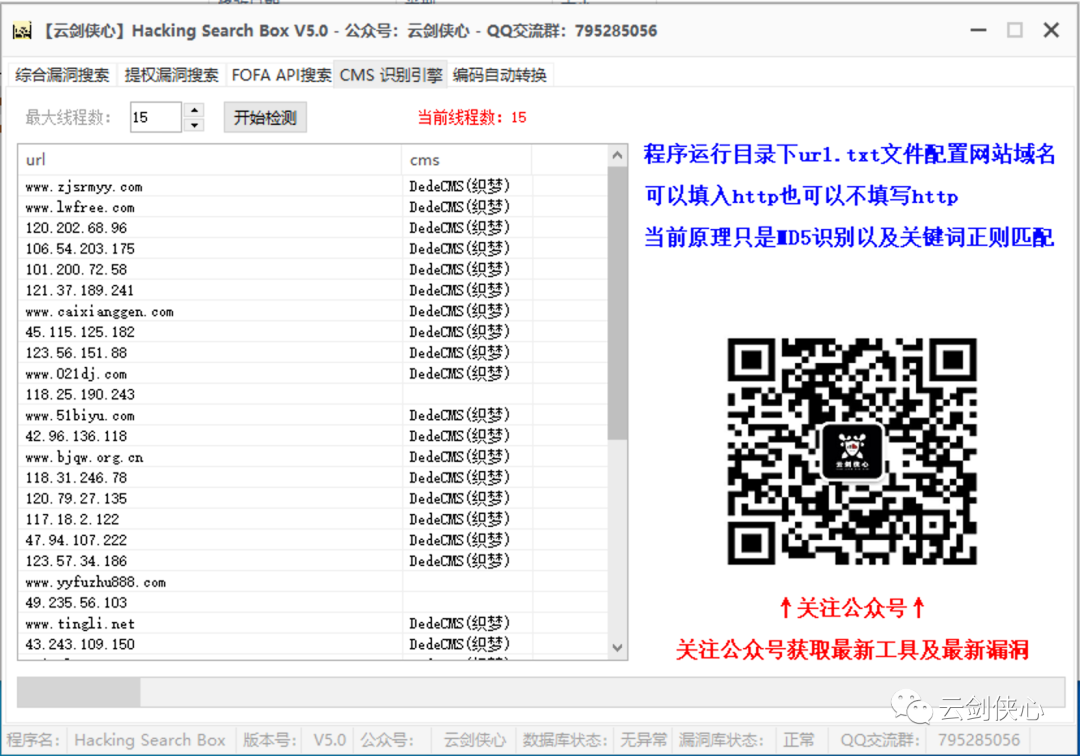 【云剑侠心】Hacking Search Box V5.0 - 公众号：云剑侠心 - QQ交流群：795285056
综合漏洞搜索 提权漏洞搜索 FOFA API搜索 CMS 识别引擎 编码自动转换
最大线程数： 15 开始检测 当前线程数：15
url cms
www.zjsrmyy.com DedeCMS(织梦)
www.lwfree.com DedeCMS(织梦)
120.202.68.96 DedeCMS(织梦)
106.54.203.175 DedeCMS(织梦)
101.200.72.58 DedeCMS(织梦)
121.37.189.241 DedeCMS(织梦)
www.caixianggen.com DedeCMS(织梦)
45.115.125.182 DedeCMS(织梦)
123.56.151.88 DedeCMS(织梦)
www.021dj.com DedeCMS(织梦)
118.25.190.243
www.51biyu.com DedeCMS(织梦)
42.96.136.118 DedeCMS(织梦)
www.bjqw.org.cn DedeCMS(织梦)
118.31.246.78 DedeCMS(织梦)
120.79.27.135 DedeCMS(织梦)
117.18.2.122 DedeCMS(织梦)
47.94.107.222 DedeCMS(织梦)
123.57.34.186 DedeCMS(织梦)
www.yyfuzhu888.com
49.235.56.103
www.tingli.net DedeCMS(织梦)
43.243.109.150 DedeCMS(织梦)
程序运行目录下url.txt文件配置网站域名
可以填入http也可以不填写http
当前原理只是MD5识别以及关键词正则匹配
云剑侠心
↑关注公众号↑
关注公众号获取最新工具及最新漏洞
云剑侠心
程序名： Hacking Search Box 版本号： V5.0 公众号： 云剑侠心 数据库状态： 无异常 漏洞库状态： 正常 QQ交流群： 795285056